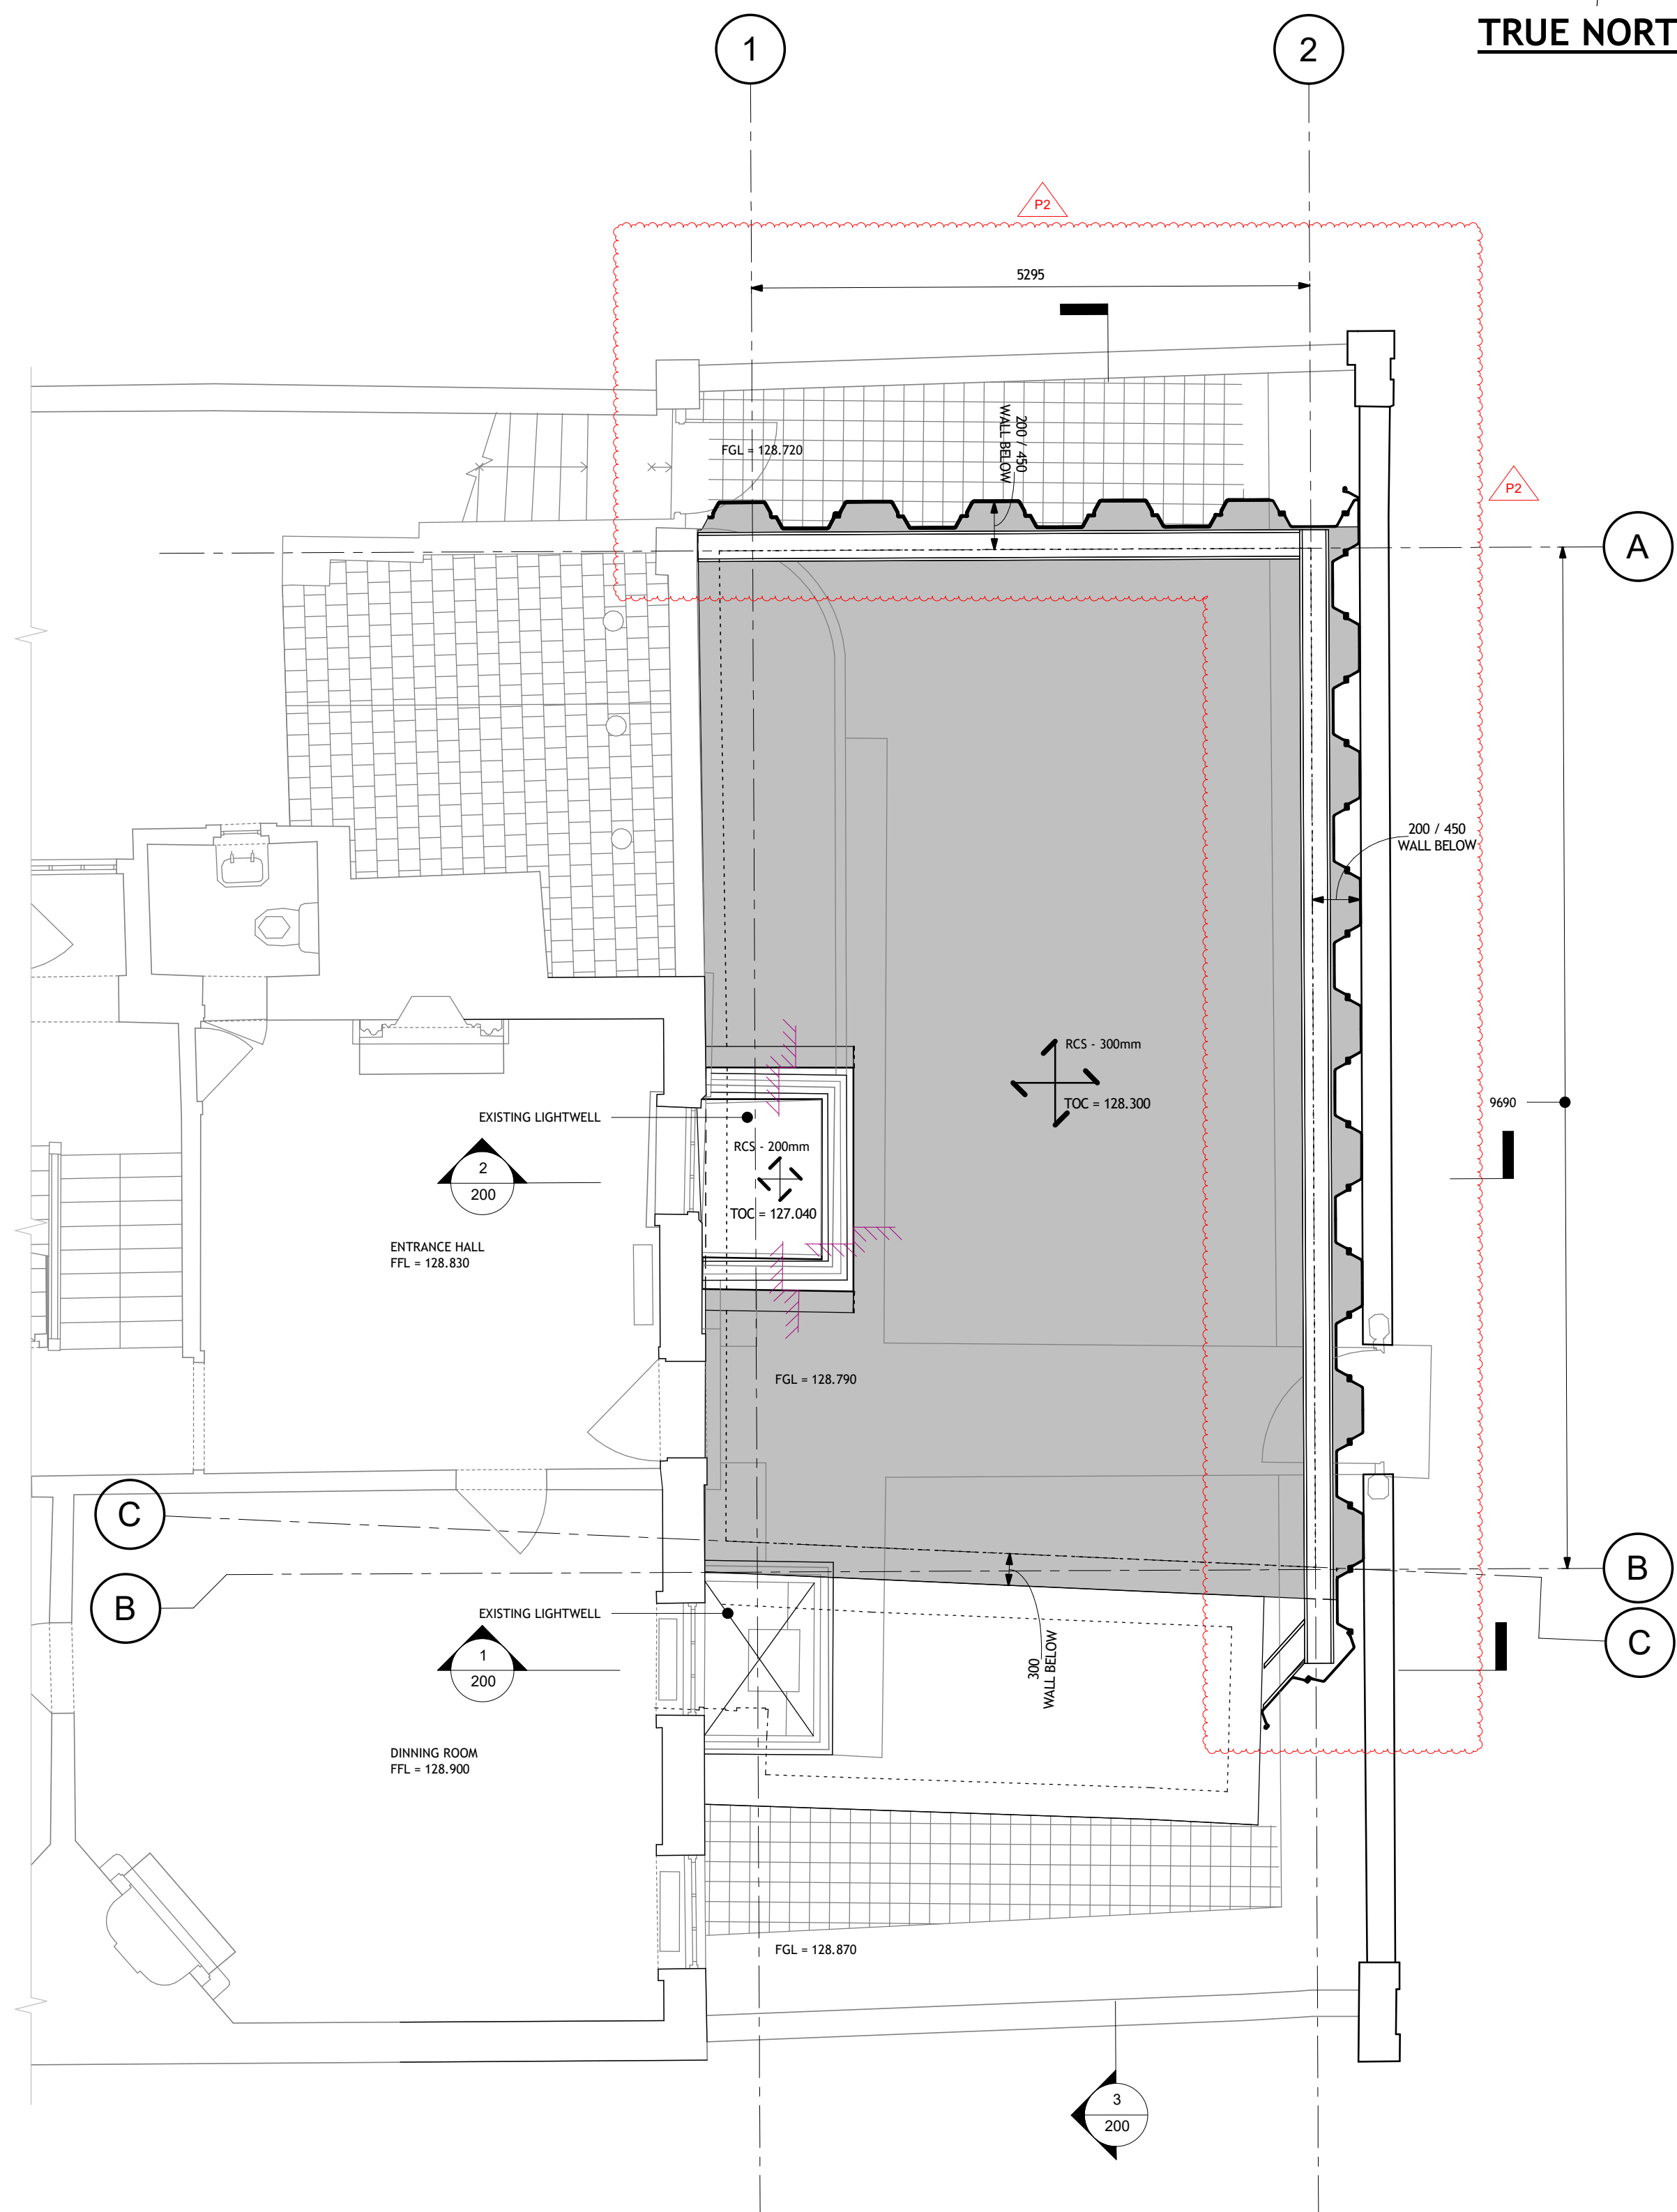 TRUE NORT
1
2
P2
5295
200 / 450
WALL BELOW
FGL = 128.720
P2
A
200 / 450
WALL BELOW
RCS - 300mm
TOC = 128.300
9690
EXISTING LIGHTWELL
RCS - 200mm
2
200
TOC = 127.040
ENTRANCE HALL
FFL = 128.830
FGL = 128.790
C
B
B
EXISTING LIGHTWELL
C
1
200
300
WALL BELOW
DINNING ROOM
FFL = 128.900
FGL = 128.870
3
200